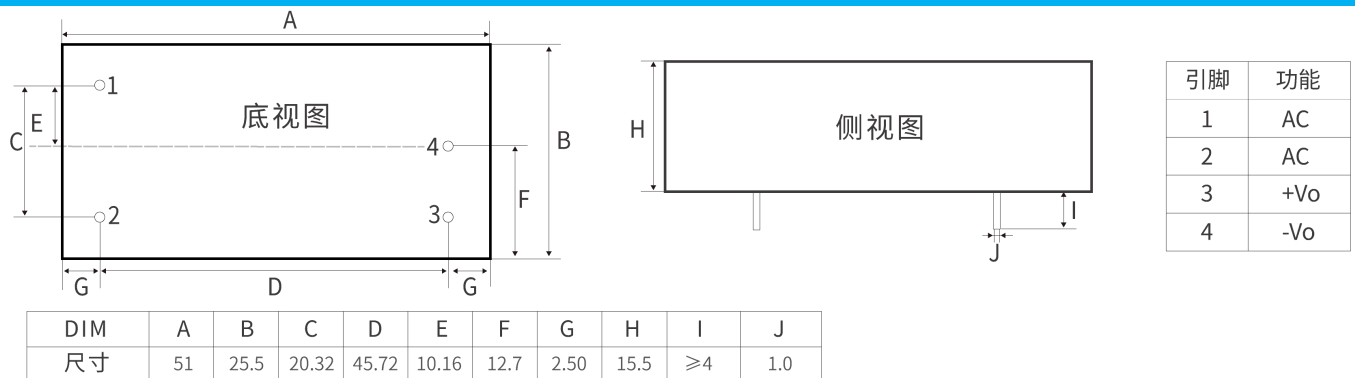 A
1
底视图
E
C
4
B
F
2
3
G
D
G
H
侧视图
I
J
引脚 功能
1 AC
2 AC
3 +Vo
4 -Vo
DIM A B C D E F G H I J
尺寸 51 25.5 20.32 45.72 10.16 12.7 2.50 15.5 ≥4 1.0